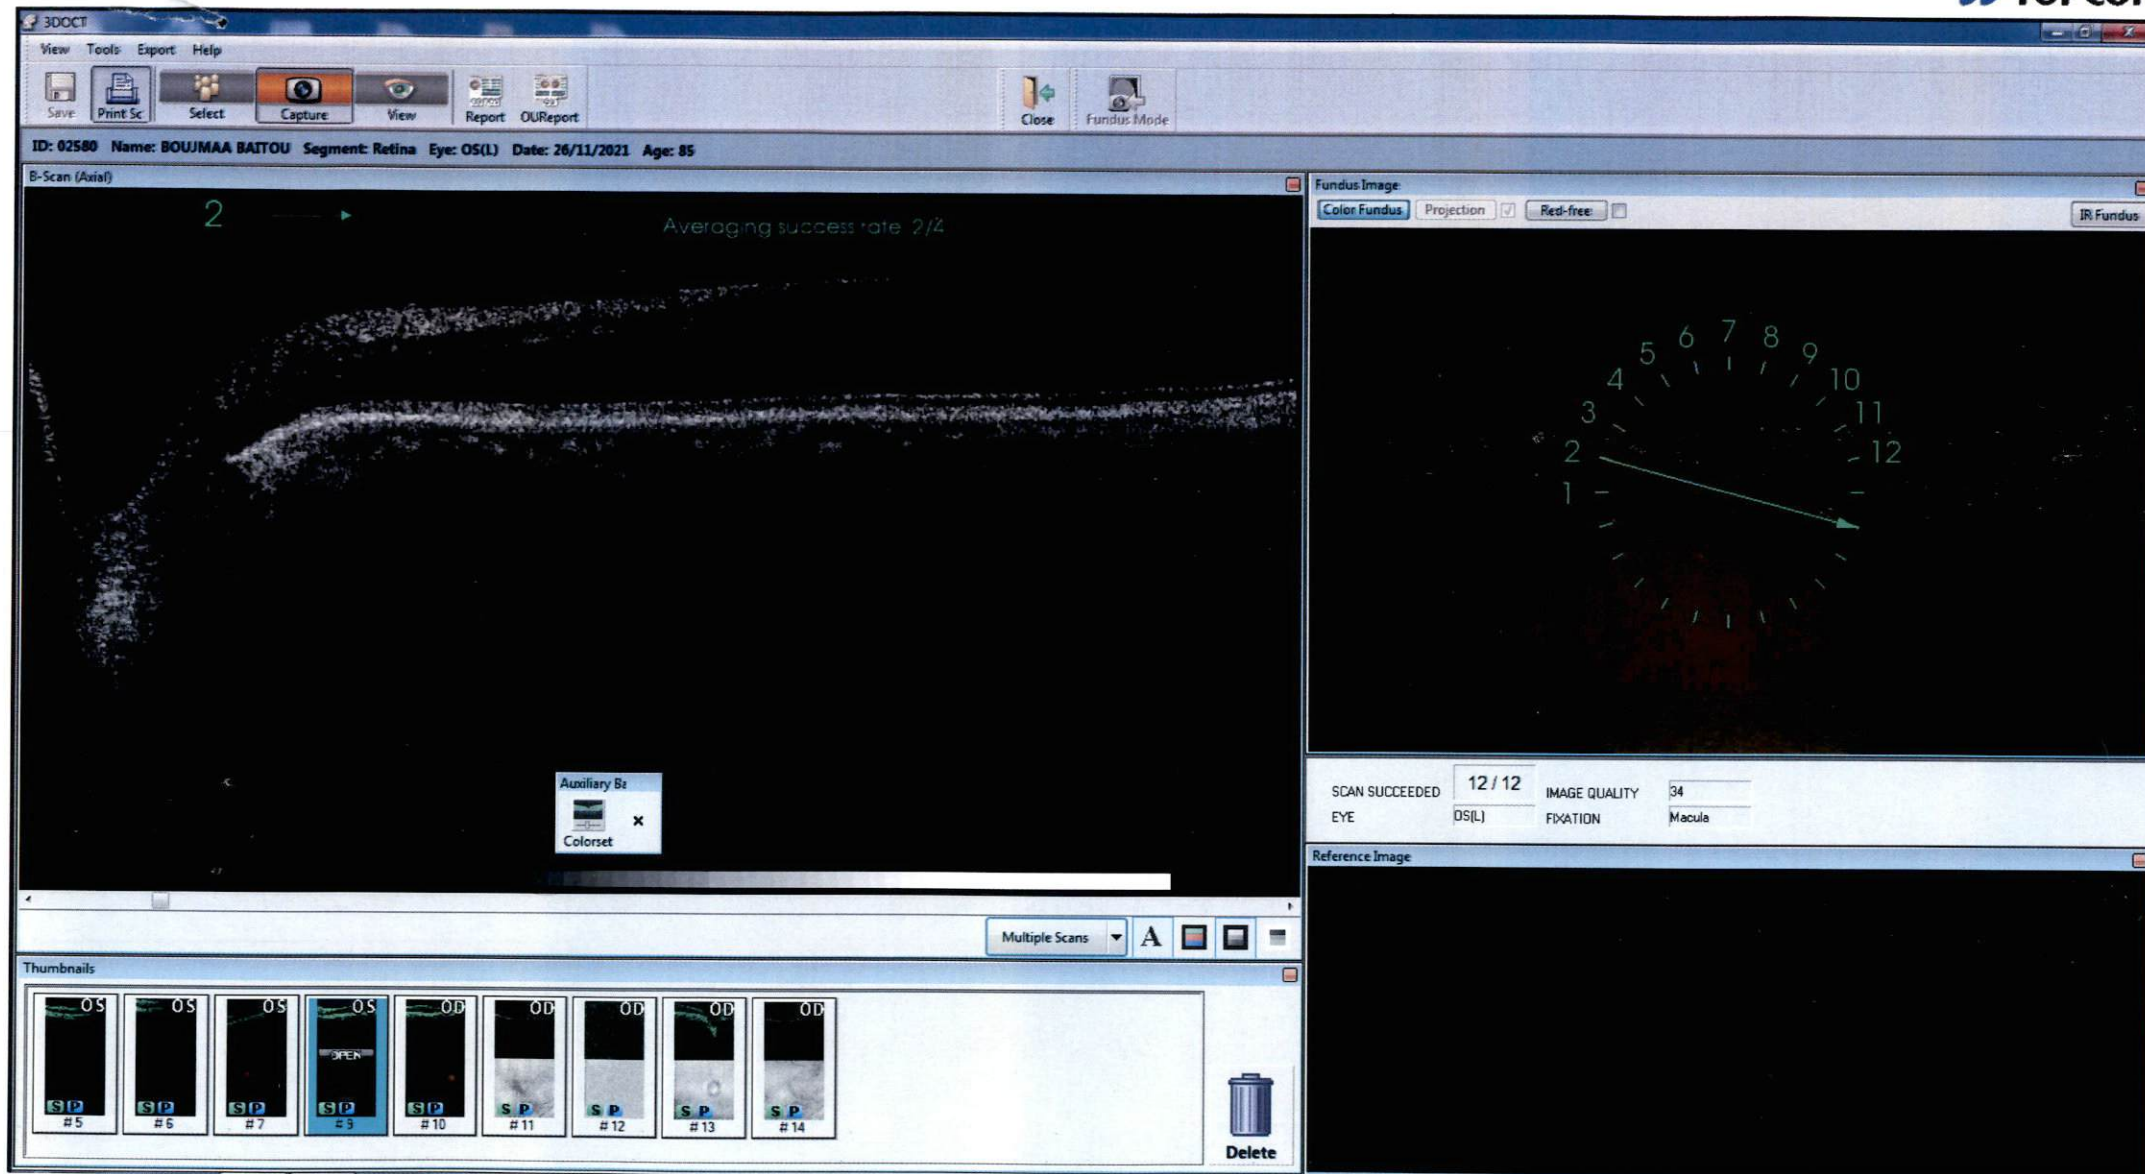 TOPCON
3DOCT
View Tools Export Help
Save Print Sc Select Capture View Report OUReport Close Fundus Mode
ID: 02580 Name: BOUJMAA BAITOU Segment: Retina Eye: OS(L) Date: 26/11/2021 Age: 85
B-Scan (Axial)
2
Averaging success rate 2/4
Auxiliary Ba
Colorset
Multiple Scans
A
Fundus Image
Color Fundus Projection Red-free IR Fundus
1
2
3
4
5
6
7
8
9
10
11
12
SCAN SUCCEEDED 12/12 IMAGE QUALITY 34
EYE OS(L) FIXATION Macula
Reference Image
Thumbnails
OS OS OS OS OD OD OD OD OD
OPEN
S P S P S P S P S P S P S P S P S P
#5 #6 #7 #9 #10 #11 #12 #13 #14
Delete